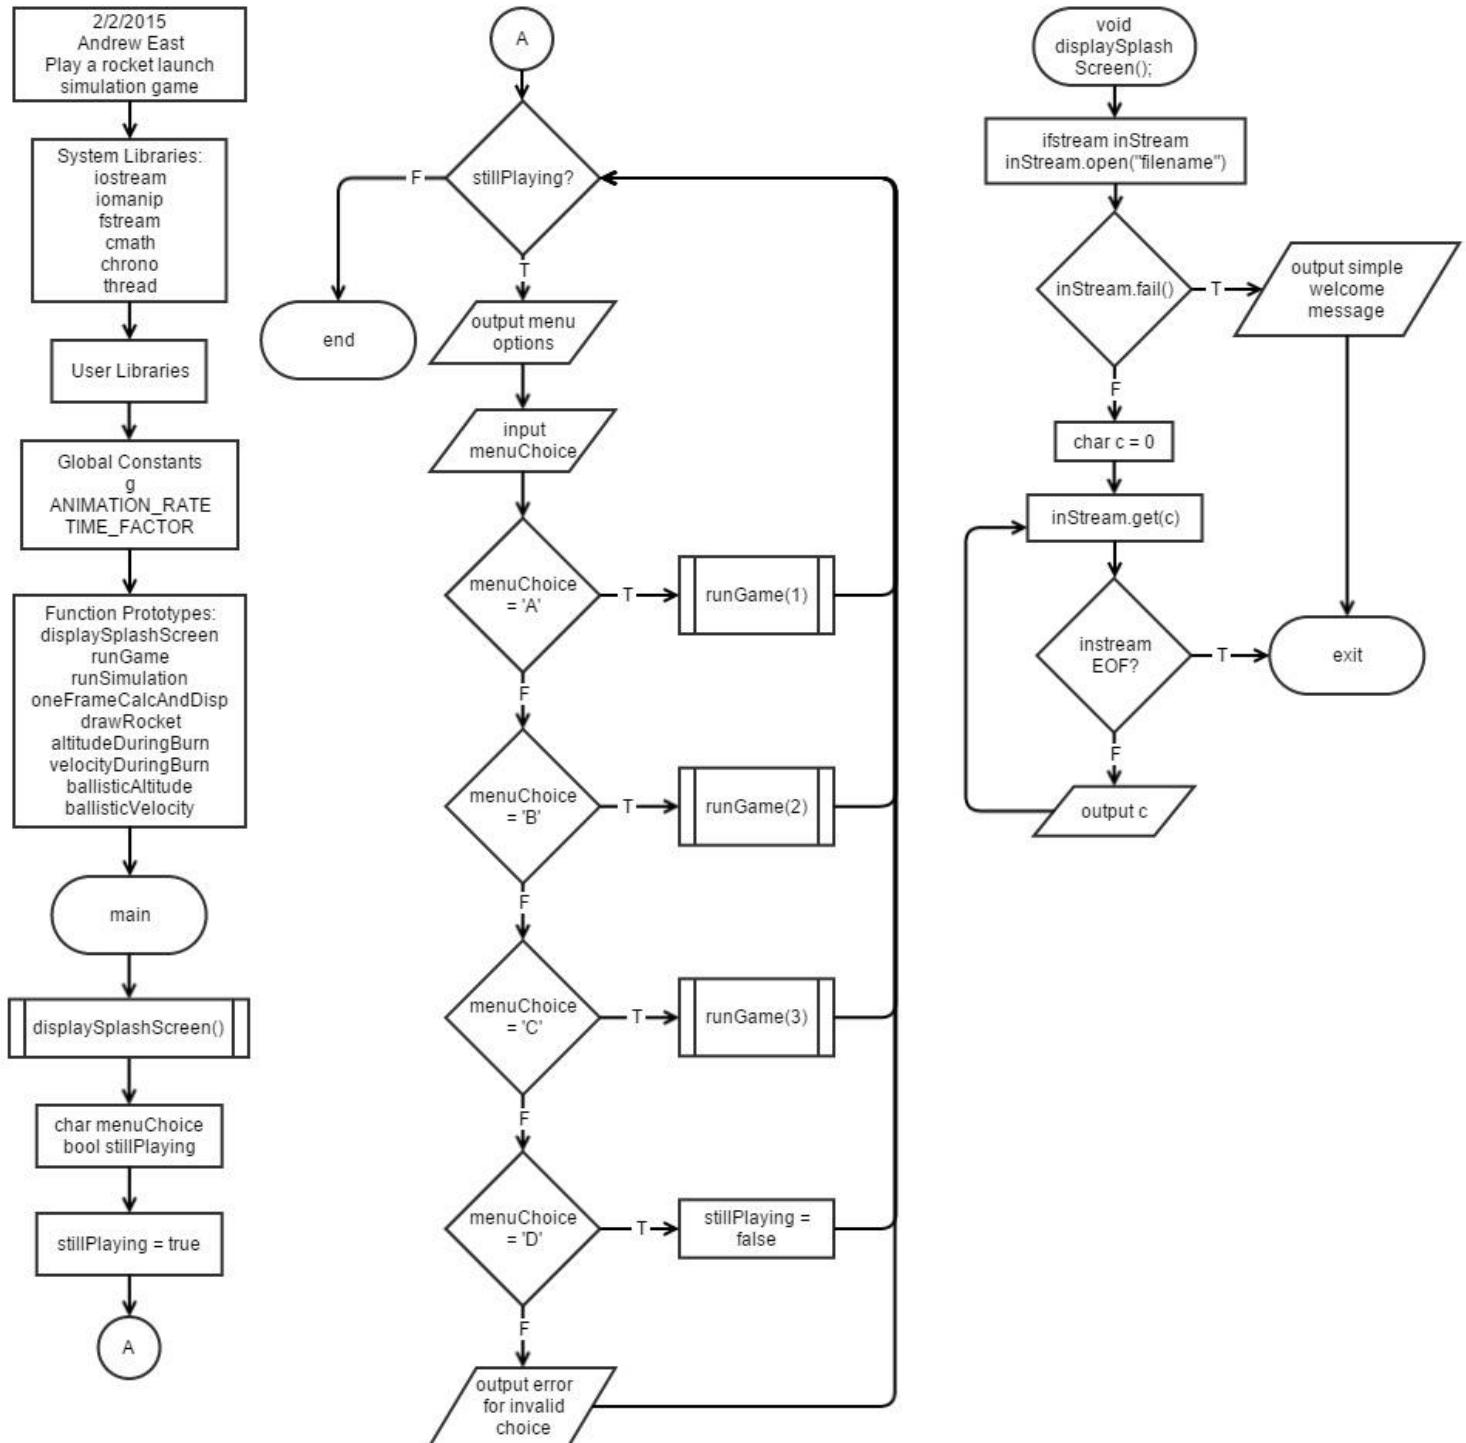 2/2/2015
Andrew East
Play a rocket launch
simulation game
System Libraries:
iostream
iomanip
fstream
cmath
chrono
thread
User Libraries
Global Constants
g
ANIMATION_RATE
TIME_FACTOR
Function Prototypes:
displaySplashScreen
runGame
runSimulation
oneFrameCalcAndDisp
drawRocket
altitudeDuringBurn
velocityDuringBurn
ballisticAltitude
ballisticVelocity
main
displaySplashScreen()
char menuChoice
bool stillPlaying
stillPlaying = true
A
A
stillPlaying?
F
end
T
output menu
options
input
menuChoice
menuChoice
= 'A'
T
runGame(1)
F
menuChoice
= 'B'
T
runGame(2)
F
menuChoice
= 'C'
T
runGame(3)
F
menuChoice
= 'D'
T
stillPlaying =
false
F
output error
for invalid
choice
void
displaySplash
Screen();
ifstream inStream
inStream.open("filename")
inStream.fail()
T
output simple
welcome
message
F
char c = 0
inStream.get(c)
instream
EOF?
T
exit
F
output c